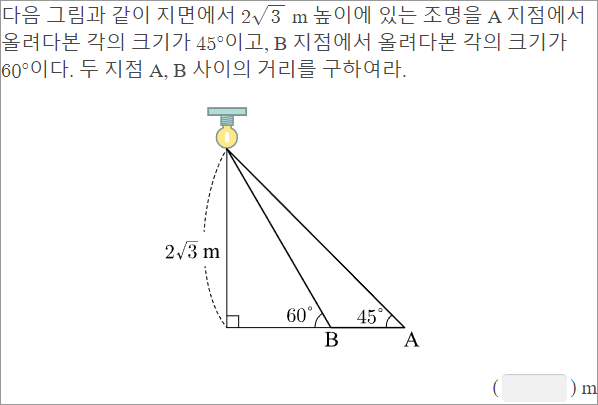 다음 그림과 같이 지면에서 2√3 m 높이에 있는 조명을 A 지점에서
올려다본 각의 크기가 45°이고, B 지점에서 올려다본 각의 크기가
60°이다. 두 지점 A, B 사이의 거리를 구하여라.
2√3 m
60°
45°
B
A
( ) m